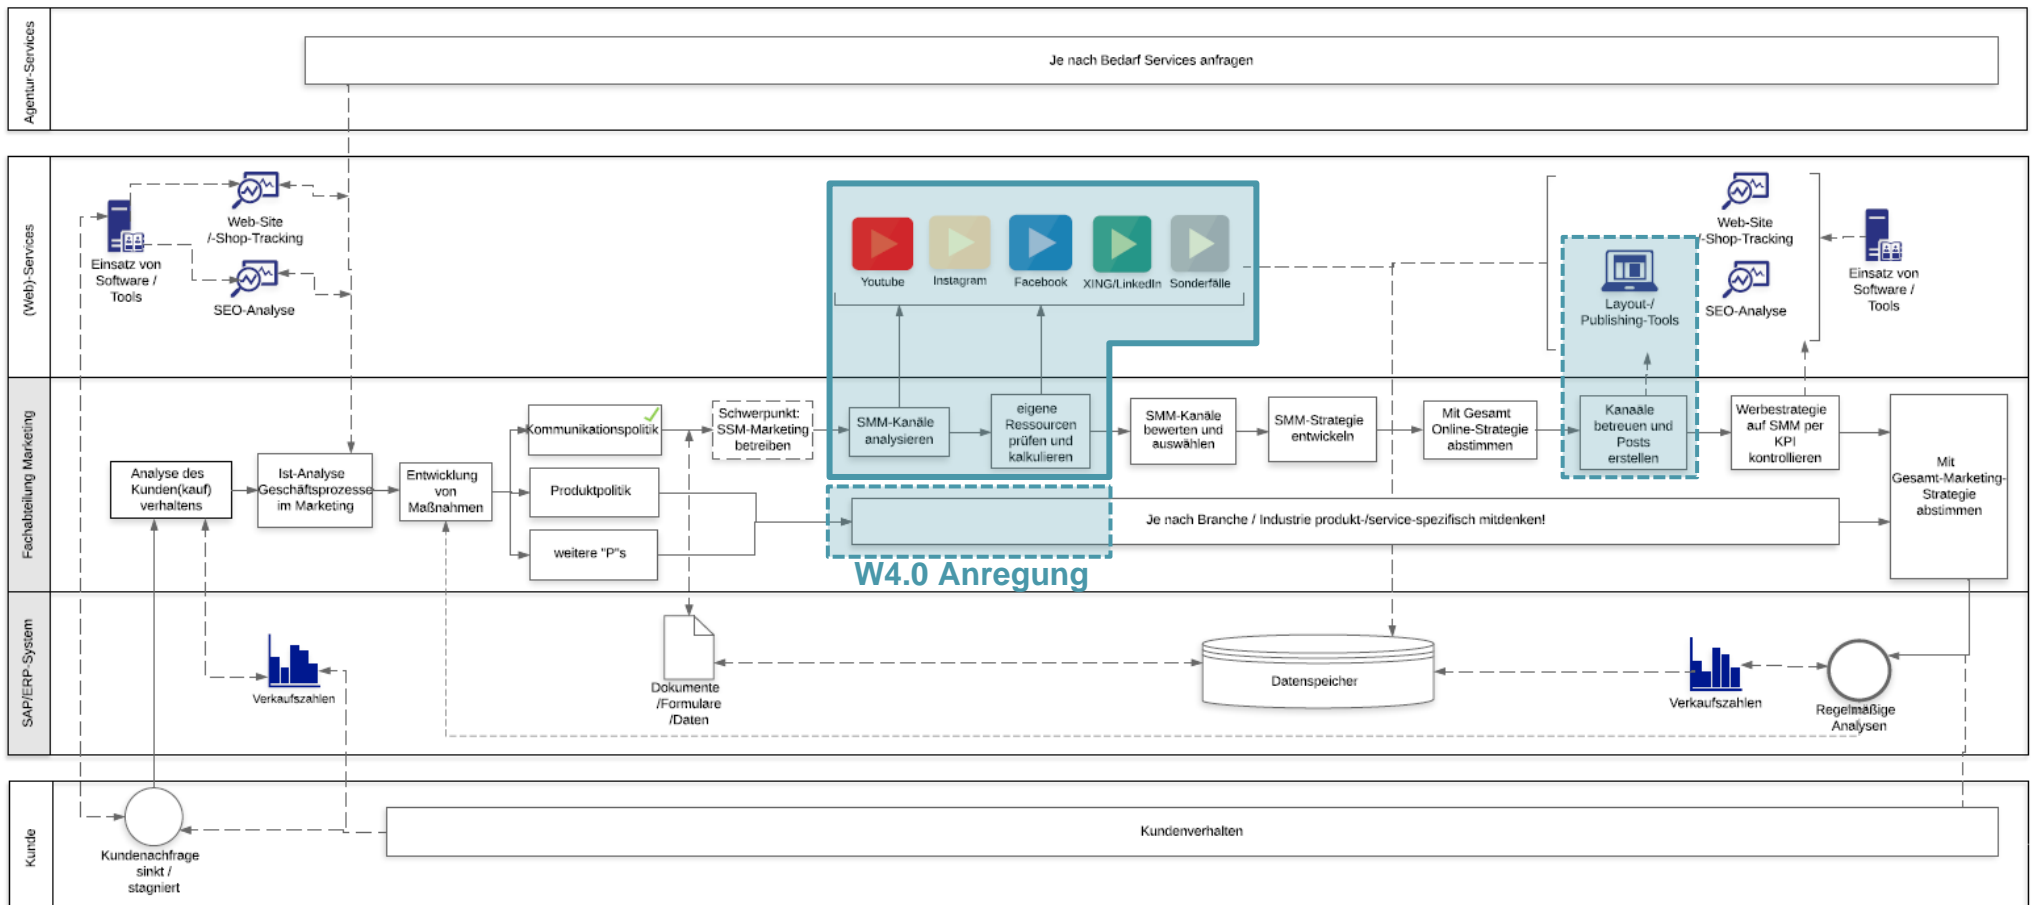 Agentur-Services
Je nach Bedarf Services anfragen
(Web)-Services
Einsatz von
Software /
Tools
Web-Site
/-Shop-Tracking
SEO-Analyse
Youtube
Instagram
Facebook
XING/LinkedIn
Sonderfälle
Layout-/
Publishing-Tools
Web-Site
/-Shop-Tracking
SEO-Analyse
Einsatz von
Software /
Tools
Fachabteilung Marketing
Analyse des
Kunden(kauf)
verhaltens
Ist-Analyse
Geschäftsprozesse
im Marketing
Entwicklung
von
Maßnahmen
Kommunikationspolitik
Produktpolitik
weitere "P"s
Schwerpunkt:
SSM-Marketing
betreiben
SMM-Kanäle
analysieren
eigene
Ressourcen
prüfen und
kalkulieren
SMM-Kanäle
bewerten und
auswählen
SMM-Strategie
entwickeln
Mit Gesamt
Online-Strategie
abstimmen
Kanaäle
betreuen und
Posts
erstellen
Werbestrategie
auf SMM per
KPI
kontrollieren
Mit
Gesamt-Marketing-
Strategie
abstimmen
Je nach Branche / Industrie produkt-/service-spezifisch mitdenken!
W4.0 Anregung
SAP/ERP-System
Verkaufszahlen
Dokumente
/Formulare
/Daten
Datenspeicher
Verkaufszahlen
Regelmäßige
Analysen
Kunde
Kundenachfrage
sinkt /
stagniert
Kundenverhalten